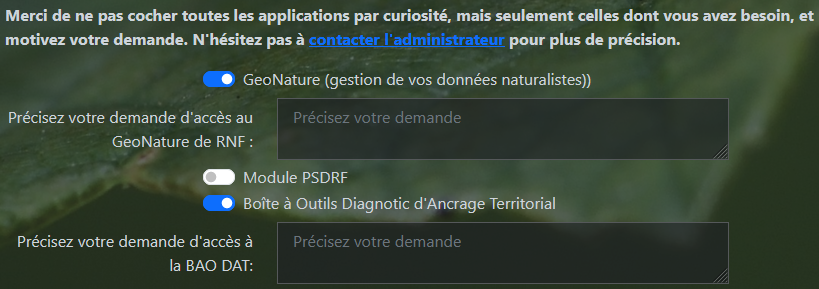 Merci de ne pas cocher toutes les applications par curiosité, mais seulement celles dont vous avez besoin, et
motivez votre demande. N'hésitez pas à contacter l'administrateur pour plus de précision.
GeoNature (gestion de vos données naturalistes))
Précisez votre demande d'accès au
GeoNature de RNF :
Précisez votre demande
Module PSDRF
Boîte à Outils Diagnotic d'Ancrage Territorial
Précisez votre demande d'accès à
la BAO DAT:
Précisez votre demande